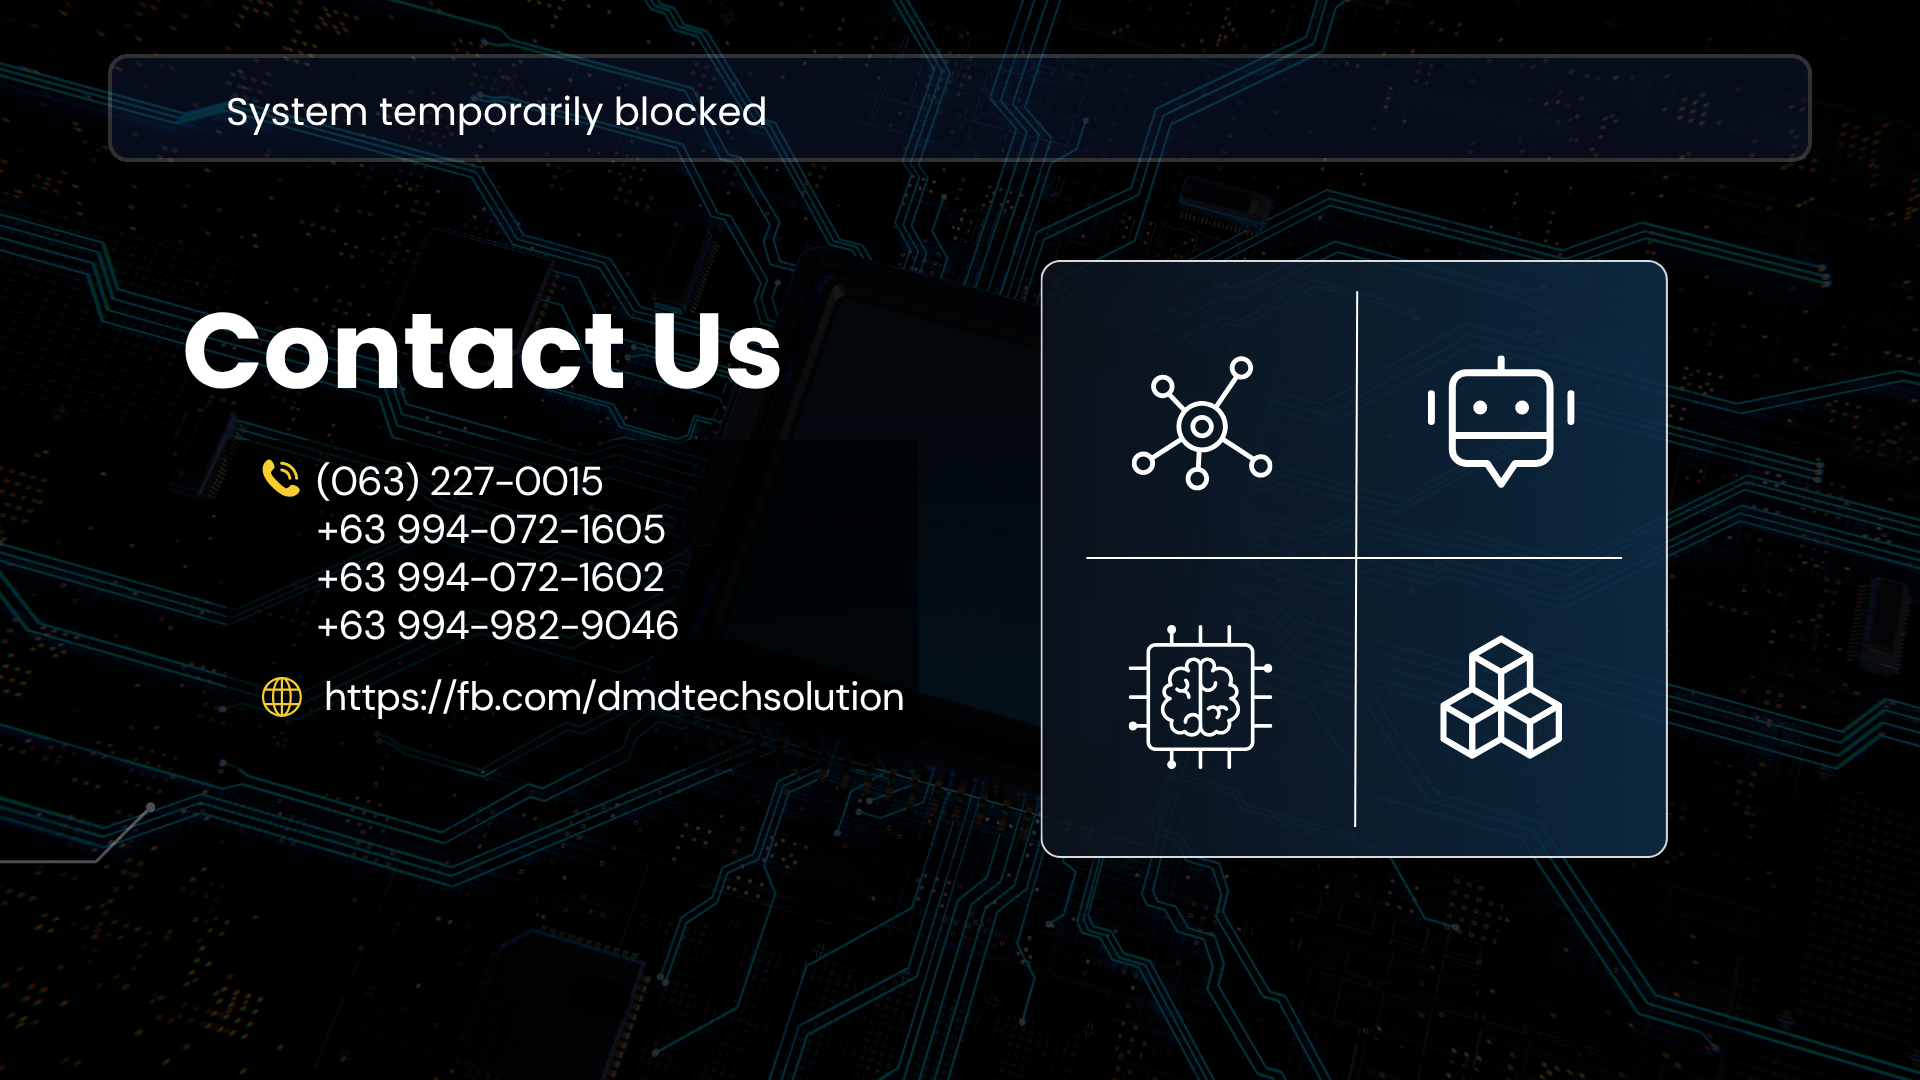 System temporarily blocked
Contact Us
(063) 227-0015
+63 994-072-1605
+63 994-072-1602
+63 994-982-9046
https://fb.com/dmdtechsolution